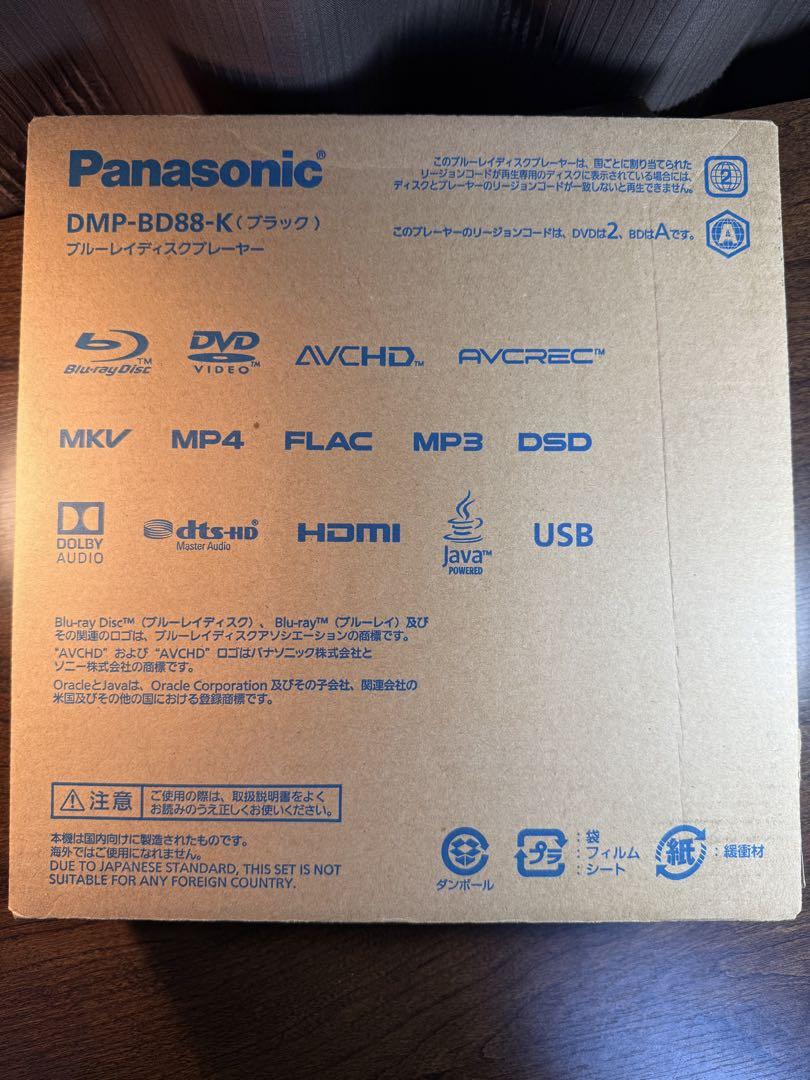 Panasonic®
DMP-BD88-K(ブラック)
ブルーレイディスクプレーヤー
このブルーレイディスクプレーヤーは、国ごとに割り当てられた
リージョンコードが再生専用のディスクに表示されている場合には、
ディスクとプレーヤーのリージョンコードが一致しないと再生できません。
2
このプレーヤーのリージョンコードは、DVDは2、BDはAです。
A
Blu-ray Disc™ DVD VIDEO™ AVCHD™ AVCREC™
MKV MP4 FLAC MP3 DSD
DOLBY AUDIO dts-HD® Master Audio HDMI Java™ POWERED USB
Blu-ray Disc™(ブルーレイディスク)、Blu-ray™(ブルーレイ)及び
その関連のロゴは、ブルーレイディスクアソシエーションの商標です。
"AVCHD" および "AVCHD" ロゴはパナソニック株式会社と
ソニー株式会社の商標です。
OracleとJavaは、Oracle Corporation 及びその子会社、関連会社の
米国及びその他の国における登録商標です。
注意
ご使用の際は、取扱説明書をよく
お読みのうえ正しくお使いください。
本機は国内向けに製造されたものです。
海外ではご使用になれません。
DUE TO JAPANESE STANDARD, THIS SET IS NOT
SUITABLE FOR ANY FOREIGN COUNTRY.
ダンボール
プラ
:袋
:フィルム
:シート
紙
:緩衝材